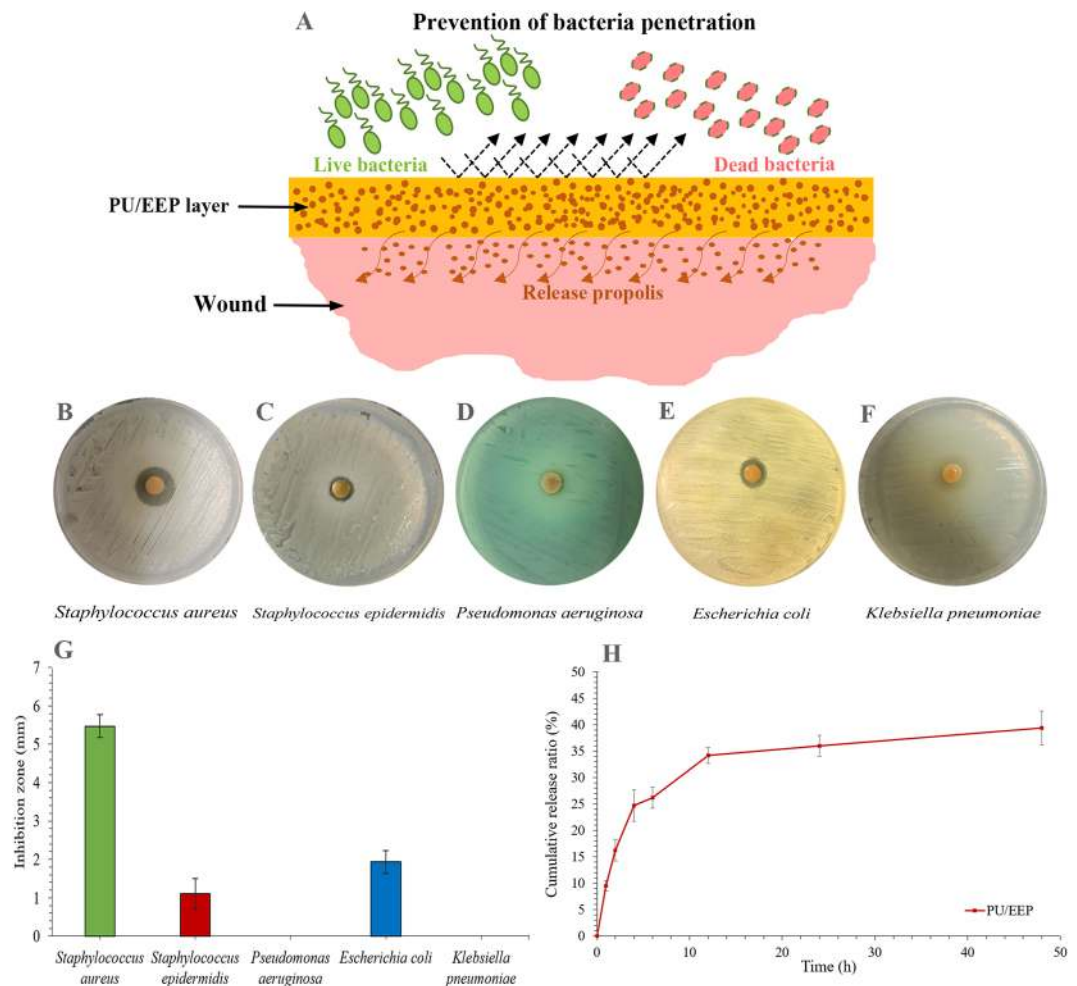 A
Prevention of bacteria penetration
Live bacteria
Dead bacteria
PU/EEP layer
Release propolis
Wound
B
C
D
E
F
Staphylococcus aureus
Staphylococcus epidermidis
Pseudomonas aeruginosa
Escherichia coli
Klebsiella pneumoniae
G
Inhibition zone (mm)
7
6
5
4
3
2
1
0
Staphylococcus
aureus
Staphylococcus
epidermidis
Pseudomonas
aeruginosa
Escherichia coli
Klebsiella
pneumoniae
H
Cumulative release ratio (%)
50
45
40
35
30
25
20
15
10
5
0
0
10
20
30
40
50
Time (h)
PU/EEP